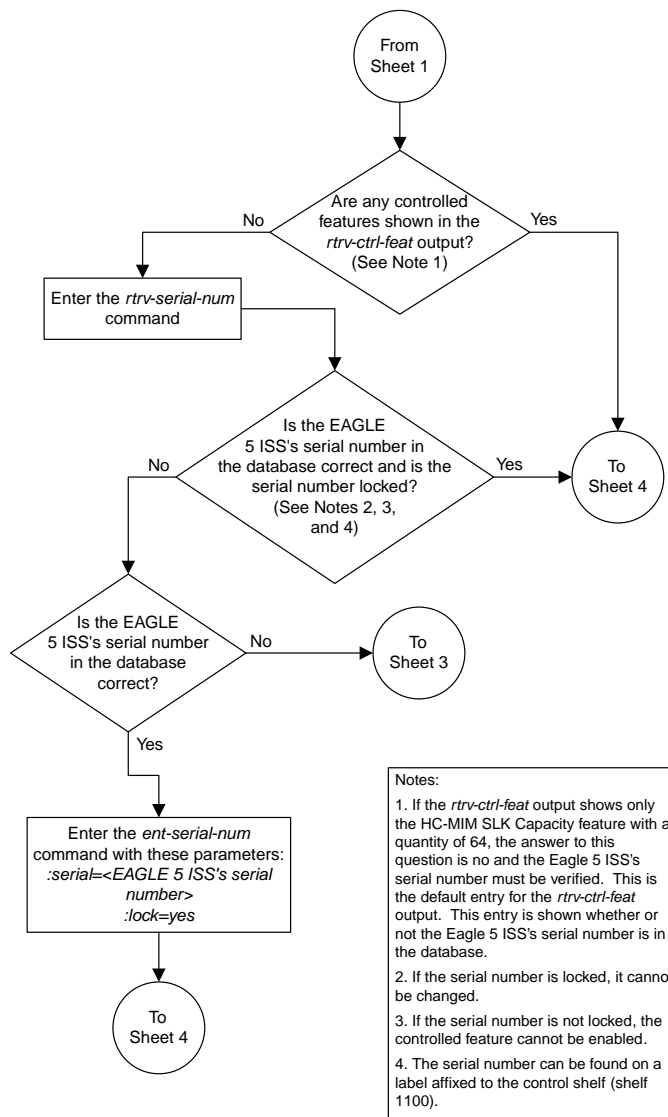 From
Sheet 1
Are any controlled
features shown in the
rtrv-ctrl-feat output?
(See Note 1)
No
Yes
Enter the rtrv-serial-num
command
Is the EAGLE
5 ISS's serial number in
the database correct and is the
serial number locked?
(See Notes 2, 3,
and 4)
No
Yes
To
Sheet 4
Is the EAGLE
5 ISS's serial number
in the database
correct?
No
To
Sheet 3
Yes
Enter the ent-serial-num
command with these parameters:
:serial=<EAGLE 5 ISS's serial
number>
:lock=yes
To
Sheet 4
Notes:
1. If the rtrv-ctrl-feat output shows only
the HC-MIM SLK Capacity feature with a
quantity of 64, the answer to this
question is no and the Eagle 5 ISS's
serial number must be verified. This is
the default entry for the rtrv-ctrl-feat
output. This entry is shown whether or
not the Eagle 5 ISS's serial number is in
the database.
2. If the serial number is locked, it cannot
be changed.
3. If the serial number is not locked, the
controlled feature cannot be enabled.
4. The serial number can be found on a
label affixed to the control shelf (shelf
1100).